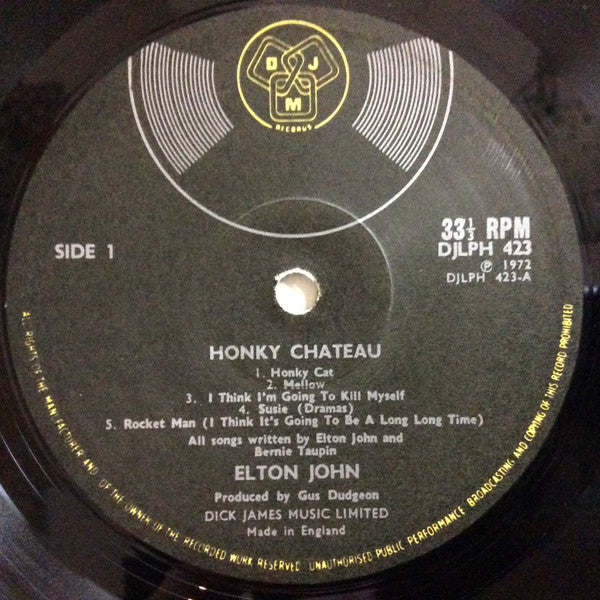 D J
M
RECORDS
SIDE 1
33⅓ RPM
DJLPH 423
℗ 1972
DJLPH 423-A
HONKY CHATEAU
1. Honky Cat
2. Mellow
3. I Think I'm Going To Kill Myself
4. Susie (Dramas)
5. Rocket Man (I Think It's Going To Be A Long Long Time)
All songs written by Elton John and
Bernie Taupin
ELTON JOHN
Produced by Gus Dudgeon
DICK JAMES MUSIC LIMITED
Made in England
ALL RIGHTS OF THE MANUFACTURER AND OF THE OWNER OF THE RECORDED WORK RESERVED. UNAUTHORISED PUBLIC PERFORMANCE BROADCASTING AND COPYING OF THIS RECORD PROHIBITED